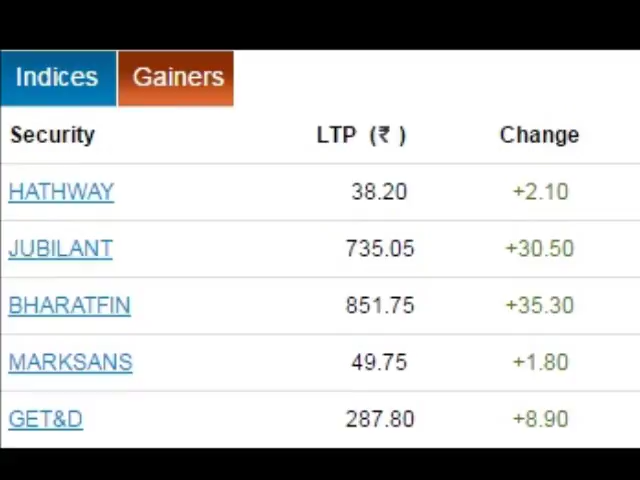 Indices Gainers
Security LTP (₹ ) Change
HATHWAY 38.20 +2.10
JUBILANT 735.05 +30.50
BHARATFIN 851.75 +35.30
MARKSANS 49.75 +1.80
GET&D 287.80 +8.90